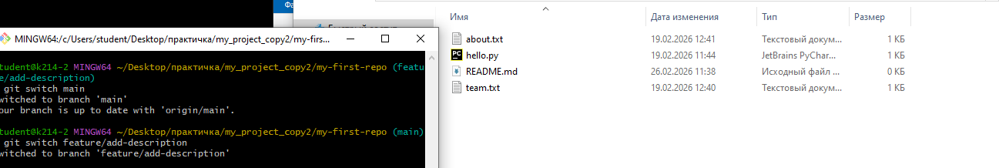 Фа
MINGW64:/c/Users/student/Desktop/практичка/my_project_copy2/my-firs...
tudent@k214-2 MINGW64 ~/Desktop/практичка/my_project_copy2/my-first-repo (featu
e/add-description)
git switch main
witched to branch 'main'
our branch is up to date with 'origin/main'.
tudent@k214-2 MINGW64 ~/Desktop/практичка/my_project_copy2/my-first-repo (main)
git switch feature/add-description
witched to branch 'feature/add-description'
Имя Дата изменения Тип Размер
about.txt 19.02.2026 12:41 Текстовый докум... 1 КБ
hello.py 19.02.2026 11:44 JetBrains PyChar... 1 КБ
README.md 26.02.2026 11:38 Исходный файл ... 0 КБ
team.txt 19.02.2026 12:40 Текстовый докум... 1 КБ